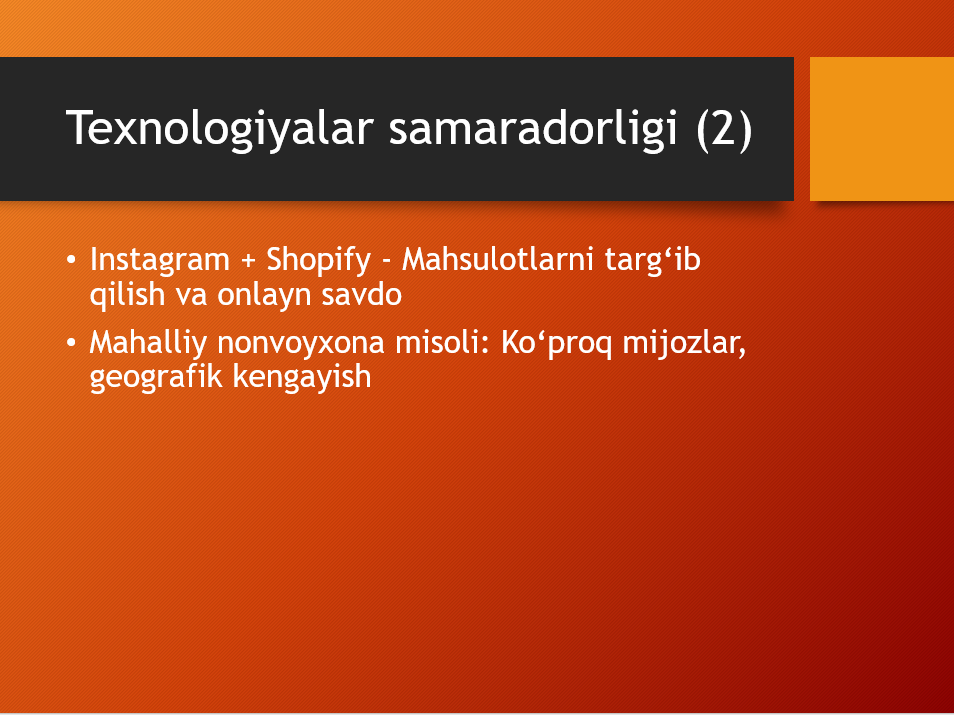 Texnologiyalar samaradorligi (2)
• Instagram + Shopify - Mahsulotlarni targ‘ib
qilish va onlayn savdo
• Mahalliy nonvoyxona misoli: Ko‘proq mijozlar,
geografik kengayish